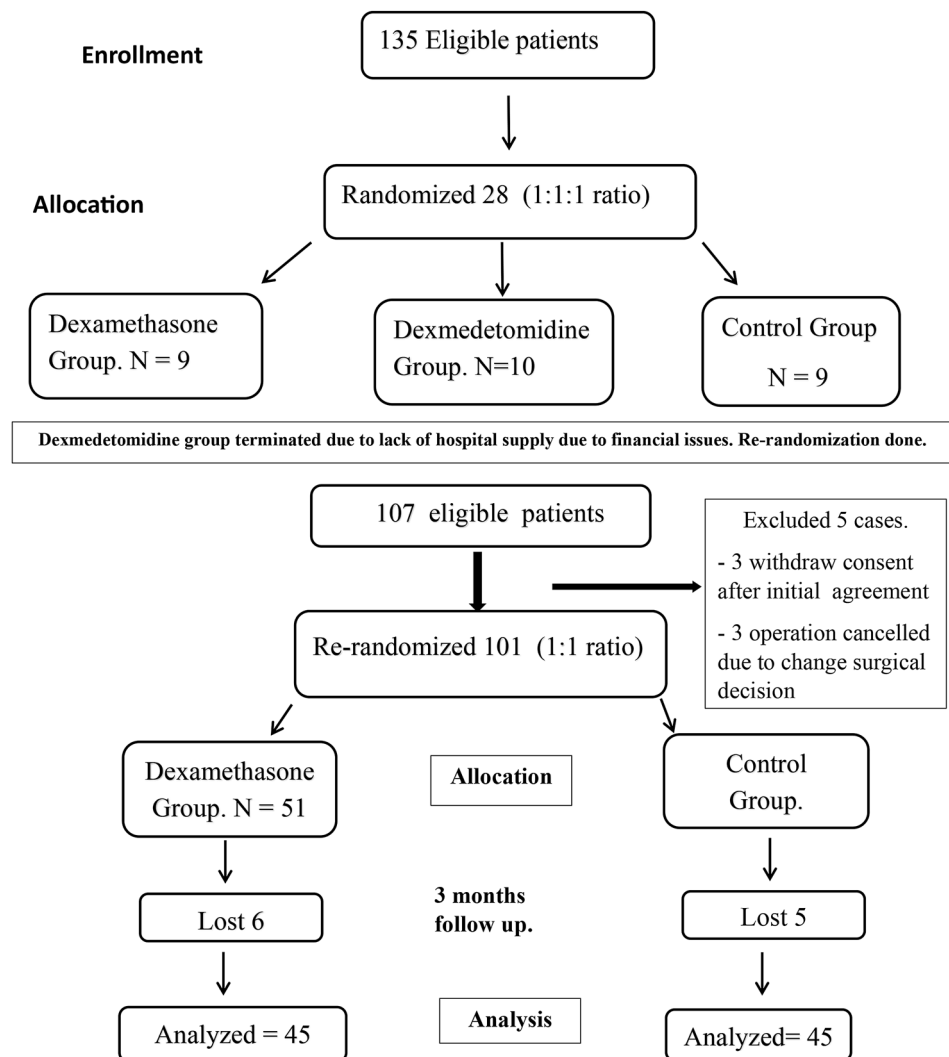 Enrollment
135 Eligible patients
Allocation
Randomized 28 (1:1:1 ratio)
Dexamethasone
Group. N = 9
Dexmedetomidine
Group. N=10
Control Group
N = 9
Dexmedetomidine group terminated due to lack of hospital supply due to financial issues. Re-randomization done.
107 eligible patients
Excluded 5 cases.
- 3 withdraw consent
after initial agreement
- 3 operation cancelled
due to change surgical
decision
Re-randomized 101 (1:1 ratio)
Dexamethasone
Group. N = 51
Allocation
Control
Group.
Lost 6
3 months
follow up.
Lost 5
Analyzed = 45
Analysis
Analyzed= 45